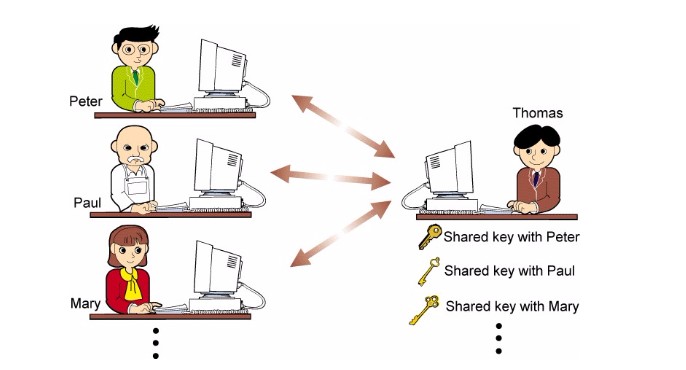 Peter
Thomas
Paul
Shared key with Peter
Shared key with Paul
Mary
Shared key with Mary